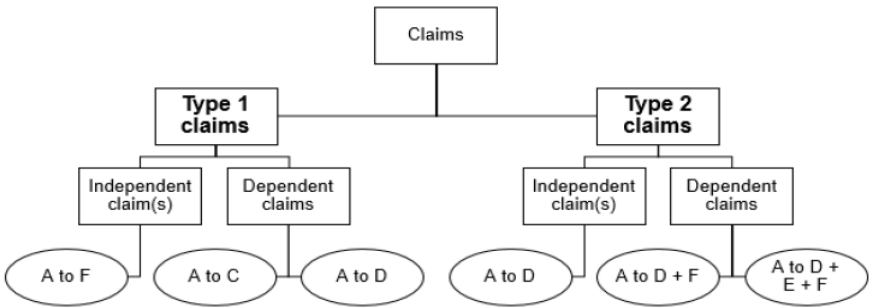 Claims
Type 1
claims
Type 2
claims
Independent
claim(s)
Dependent
claims
Independent
claim(s)
Dependent
claims
A to F
A to C
A to D
A to D
A to D + F
A to D +
E + F